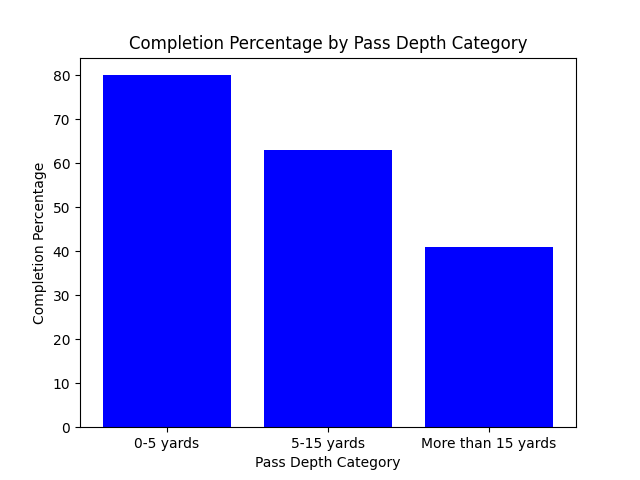 Completion Percentage by Pass Depth Category
Completion Percentage
80
70
60
50
40
30
20
10
0
0-5 yards
5-15 yards
More than 15 yards
Pass Depth Category